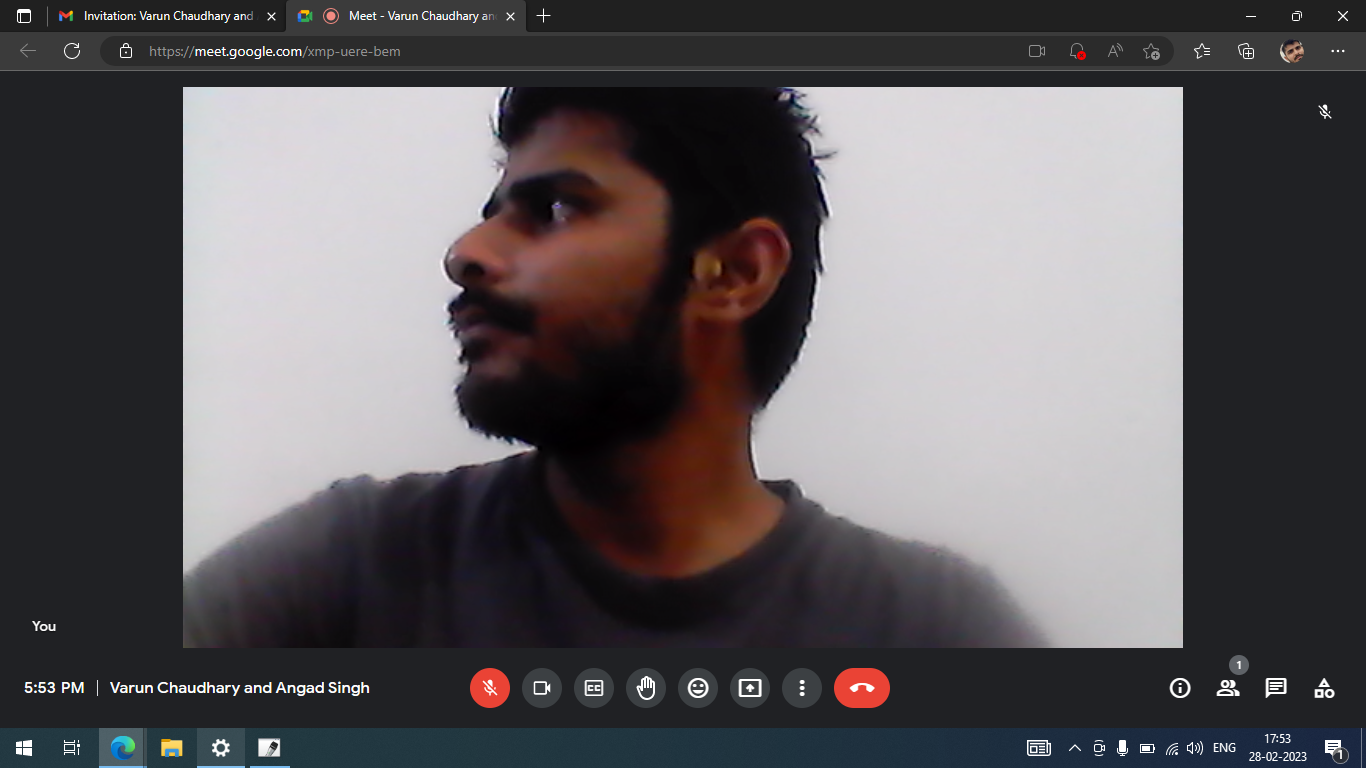 Invitation: Varun Chaudhary and
Meet - Varun Chaudhary an
https://meet.google.com/xmp-uere-bem
You
1
5:53 PM | Varun Chaudhary and Angad Singh
CC
ENG
17:53
28-02-2023
1